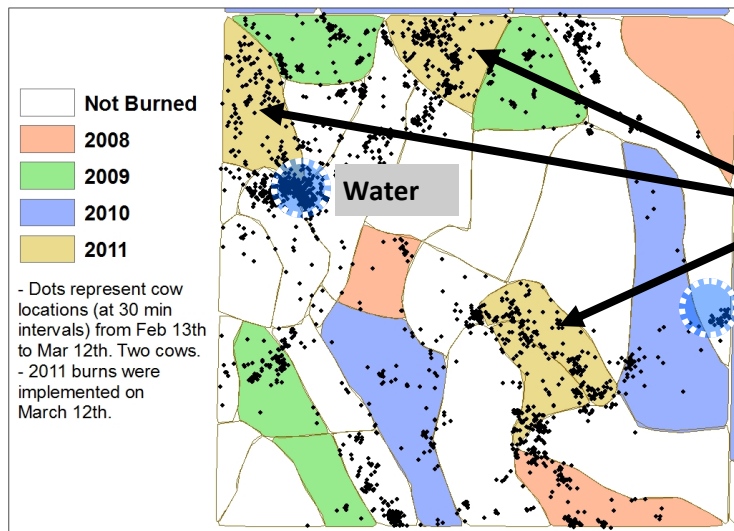 Not Burned
2008
2009
2010
2011
- Dots represent cow
locations (at 30 min
intervals) from Feb 13th
to Mar 12th. Two cows.
- 2011 burns were
implemented on
March 12th.
Water